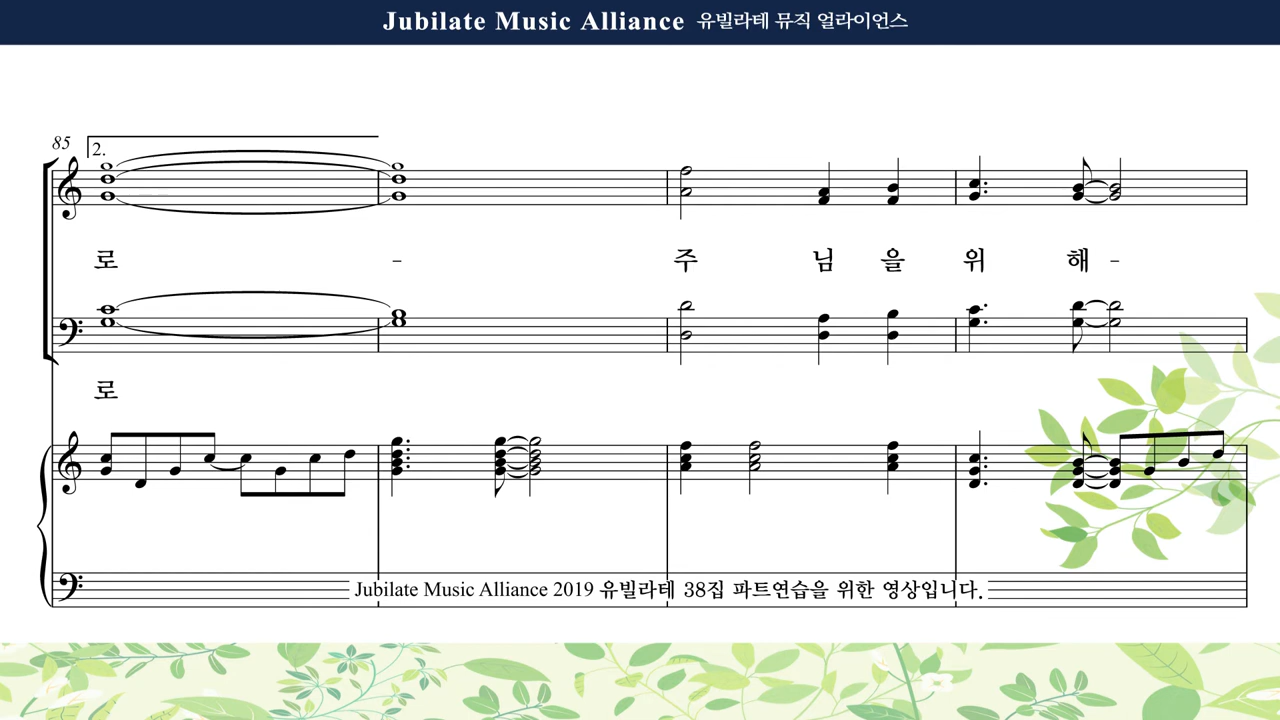 Jubilate Music Alliance 유빌라테 뮤직 얼라이언스
85
2.
로 - 주 님 을 위 해 -
로
Jubilate Music Alliance 2019 유빌라테 38집 파트연습을 위한 영상입니다.